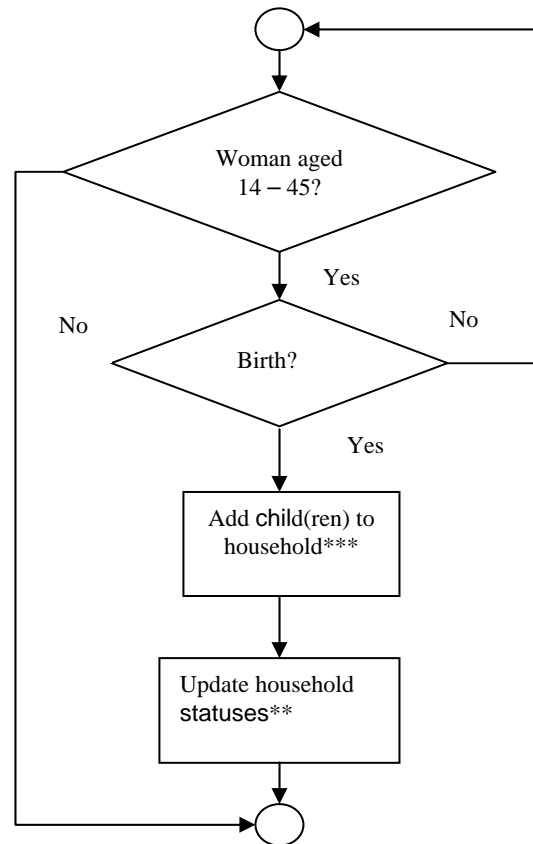 Woman aged
14 – 45?
Yes
No
No
Birth?
Yes
Add child(ren) to
household***
Update household
statuses**